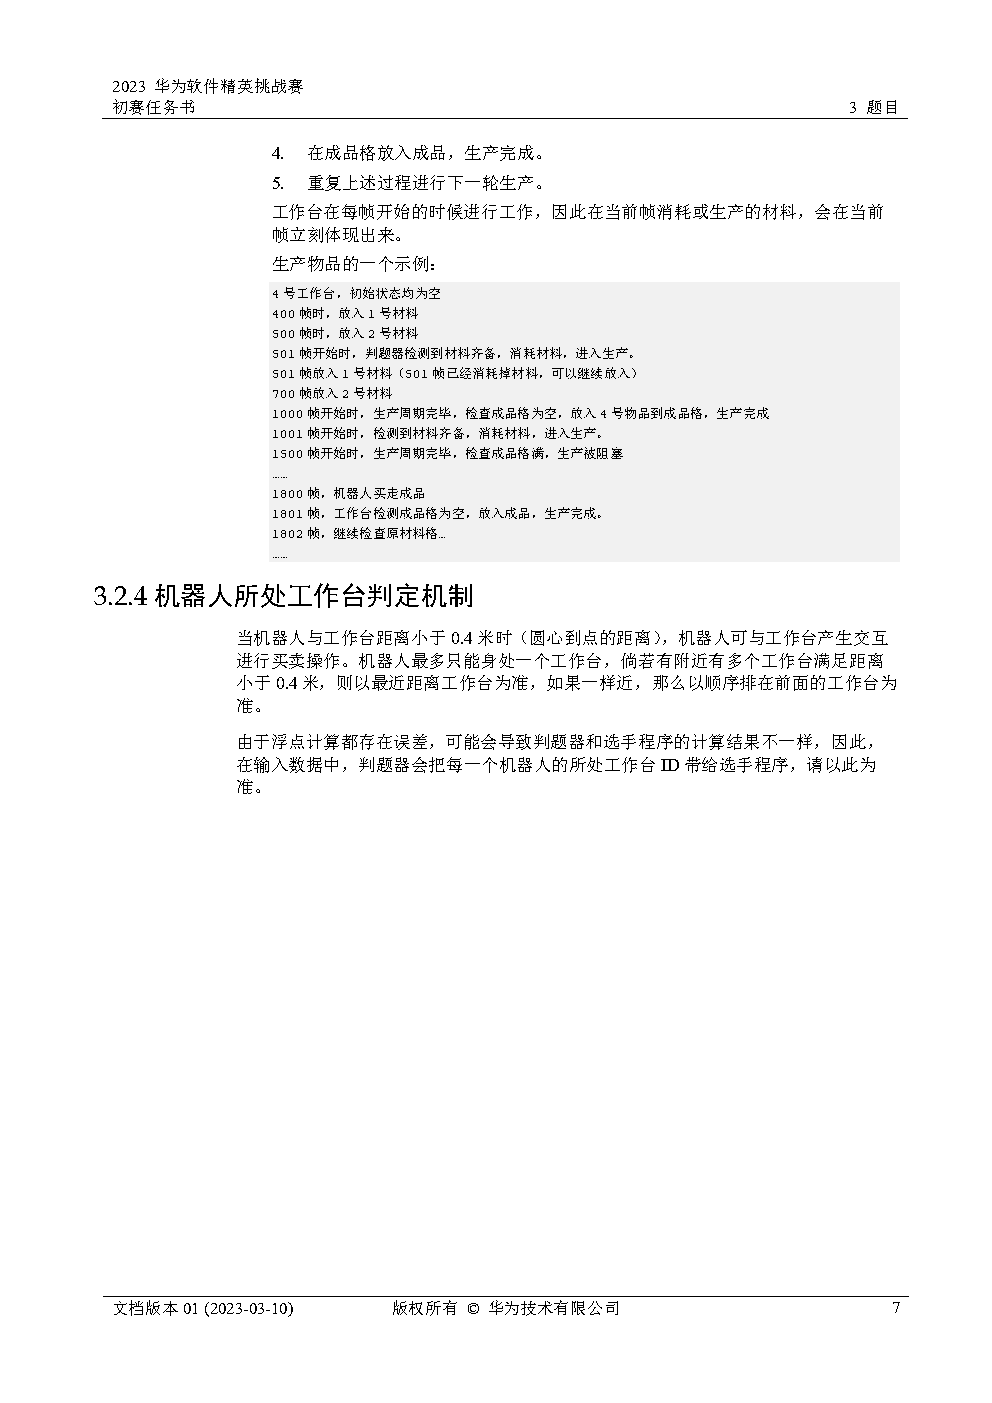 2023 华为软件精英挑战赛
初赛任务书
3 题目
4. 在成品格放入成品，生产完成。
5. 重复上述过程进行下一轮生产。
工作台在每帧开始的时候进行工作，因此在当前帧消耗或生产的材料，会在当前
帧立刻体现出来。
生产物品的一个示例：
4 号工作台，初始状态均为空
400 帧时，放入 1 号材料
500 帧时，放入 2 号材料
501 帧开始时，判题器检测到材料齐备，消耗材料，进入生产。
501 帧放入 1 号材料（501 帧已经消耗掉材料，可以继续放入）
700 帧放入 2 号材料
1000 帧开始时，生产周期完毕，检查成品格为空，放入 4 号物品到成品格，生产完成
1001 帧开始时，检测到材料齐备，消耗材料，进入生产。
1500 帧开始时，生产周期完毕，检查成品格满，生产被阻塞
……
1800 帧，机器人买走成品
1801 帧，工作台检测成品格为空，放入成品，生产完成。
1802 帧，继续检查原材料格…
……
3.2.4 机器人所处工作台判定机制
当机器人与工作台距离小于 0.4 米时（圆心到点的距离），机器人可与工作台产生交互
进行买卖操作。机器人最多只能身处一个工作台，倘若有附近有多个工作台满足距离
小于 0.4 米，则以最近距离工作台为准，如果一样近，那么以顺序排在前面的工作台为
准。
由于浮点计算都存在误差，可能会导致判题器和选手程序的计算结果不一样，因此，
在输入数据中，判题器会把每一个机器人的所处工作台 ID 带给选手程序，请以此为
准。
文档版本 01 (2023-03-10)
版权所有 © 华为技术有限公司
7